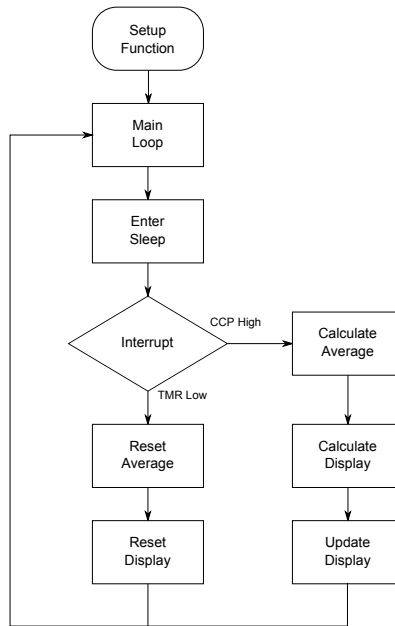 Setup
Function
Main
Loop
Enter
Sleep
Interrupt
CCP High
Calculate
Average
TMR Low
Reset
Average
Calculate
Display
Reset
Display
Update
Display